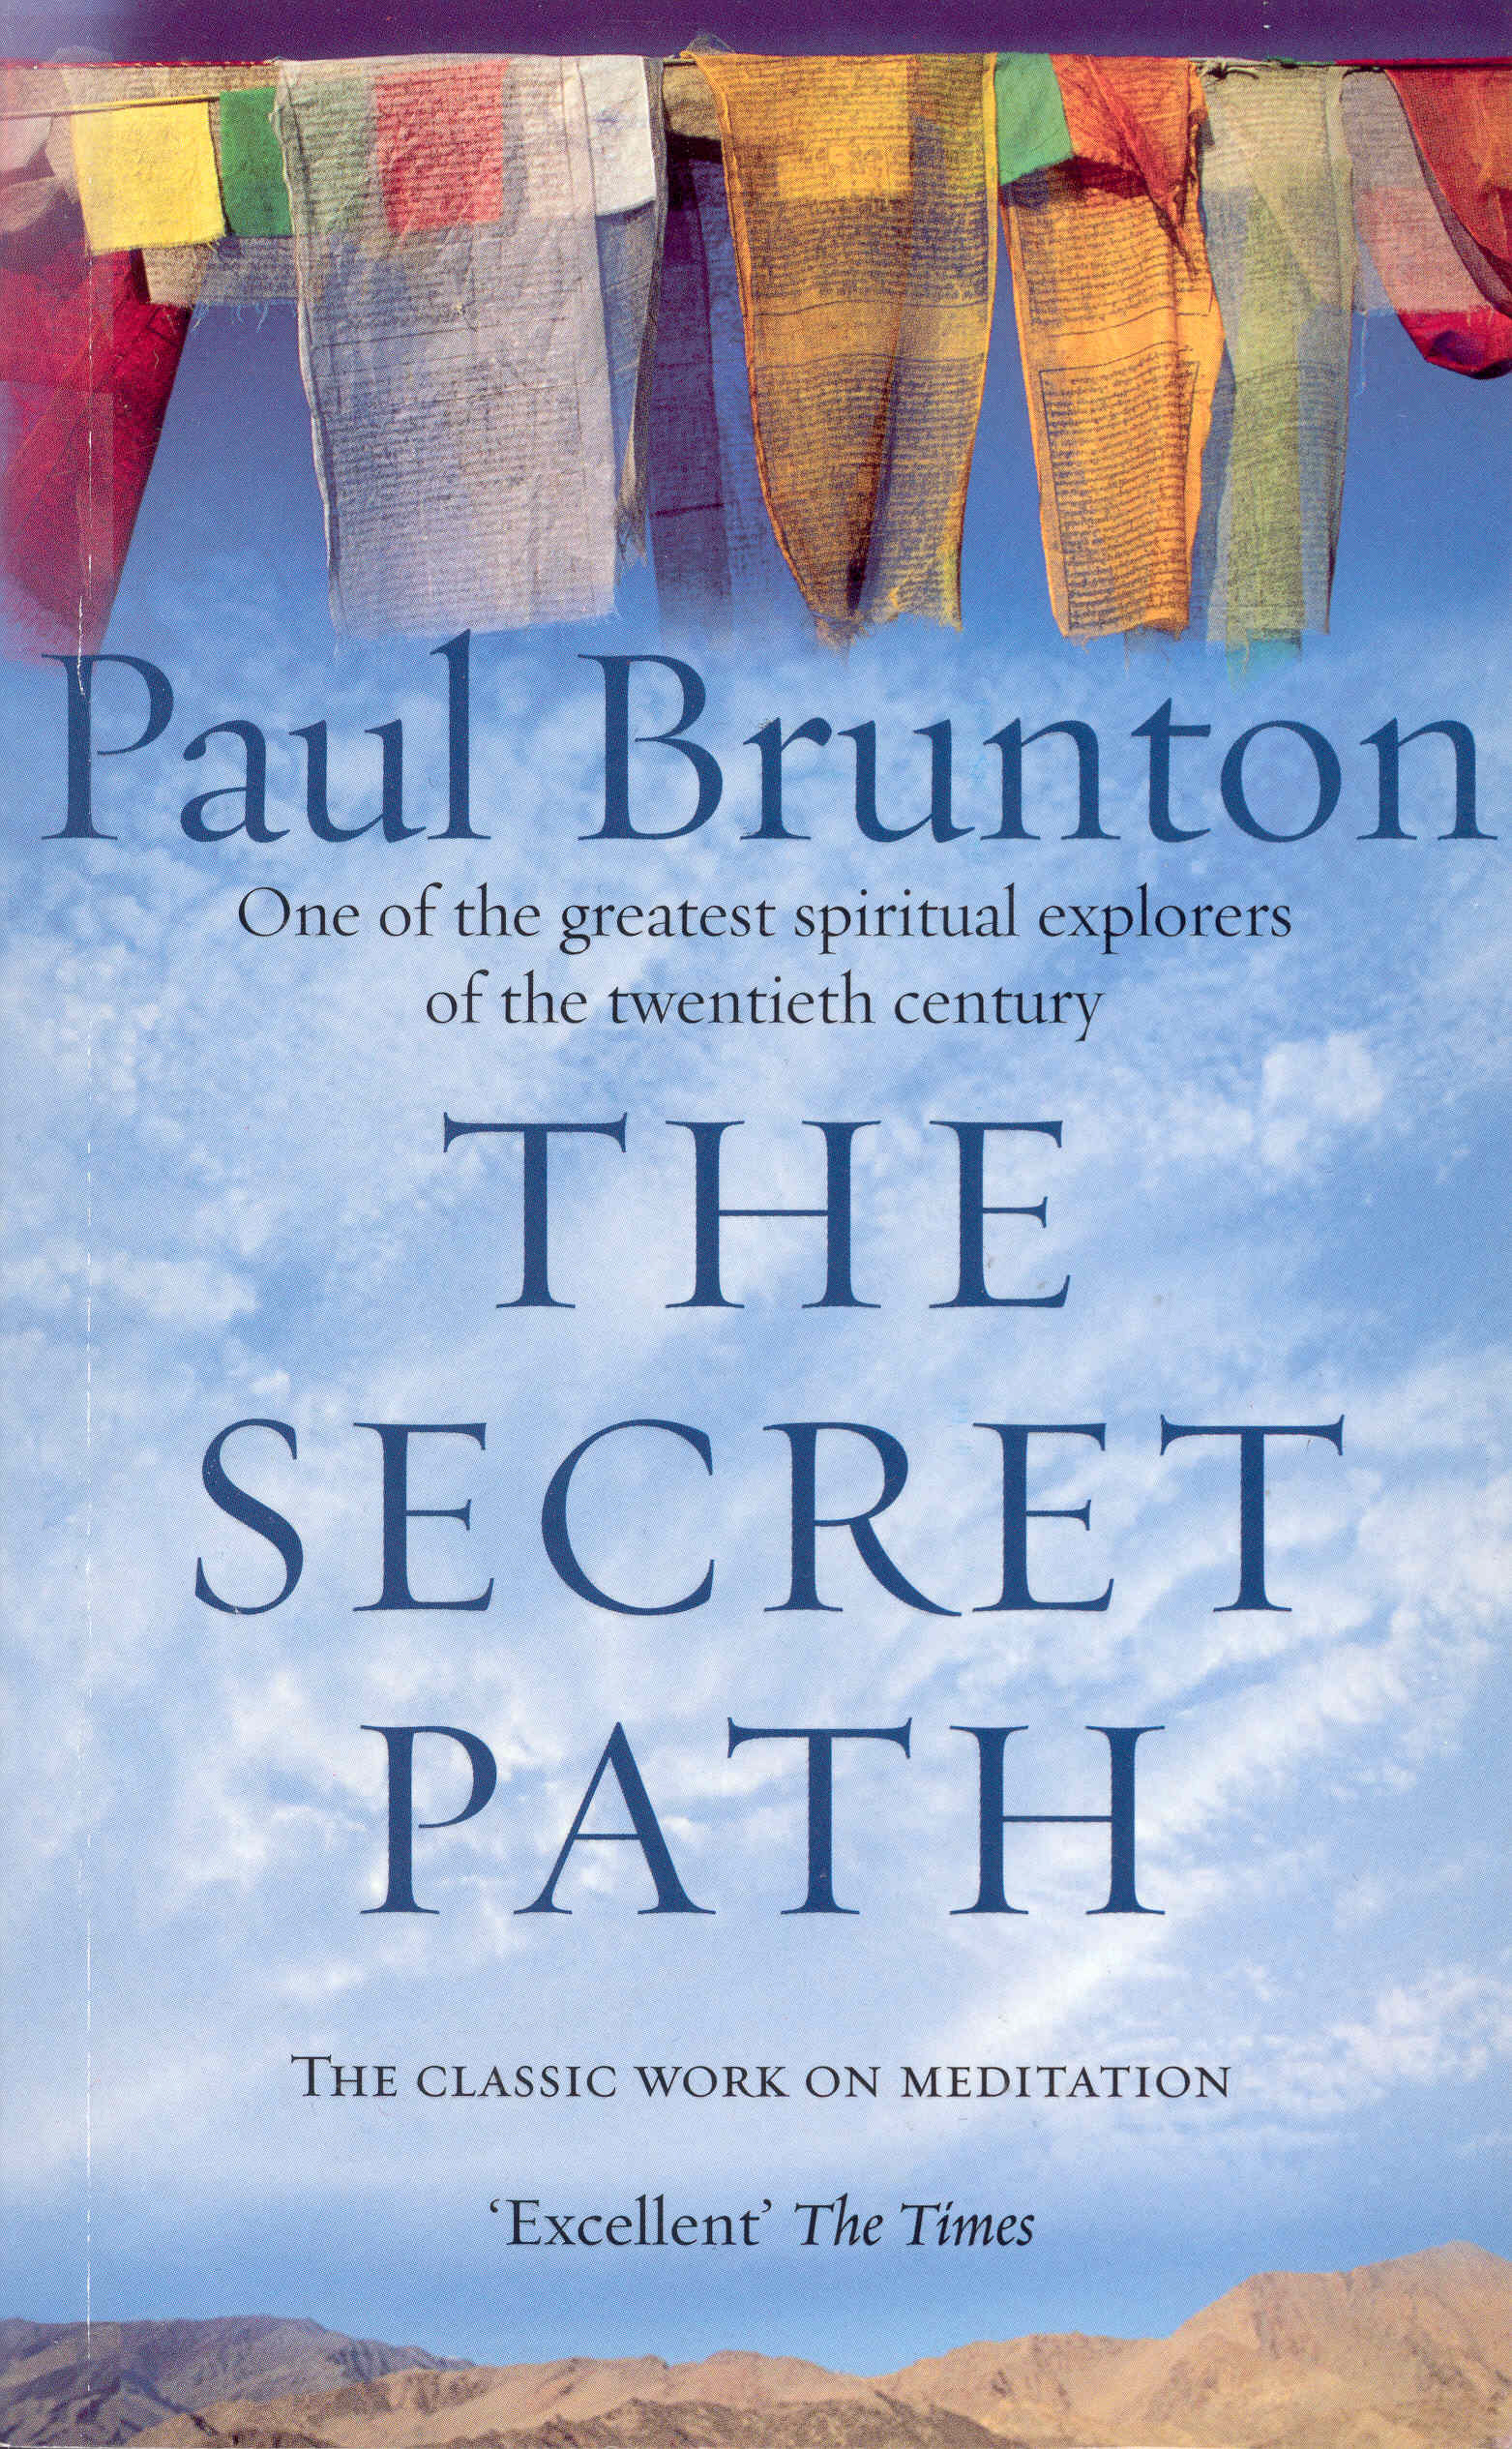 Paul Brunton
One of the greatest spiritual explorers
of the twentieth century
THE
SECRET
PATH
THE CLASSIC WORK ON MEDITATION
‘Excellent’ The Times